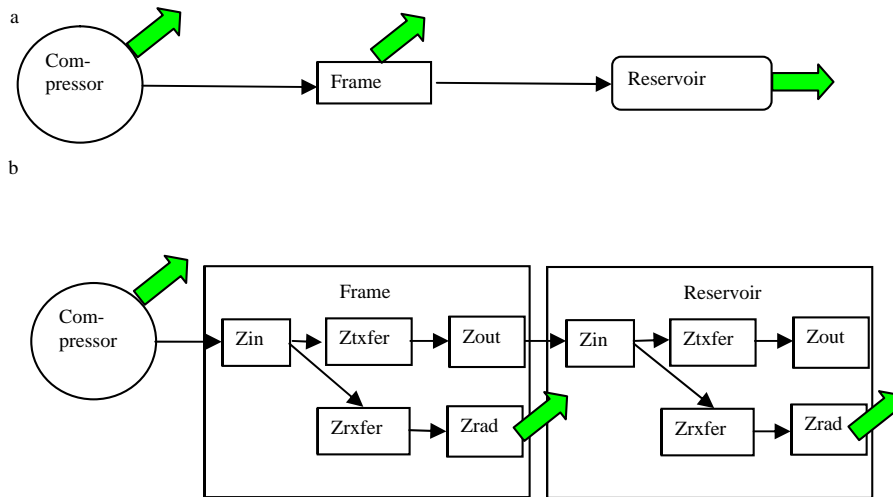 a
Com-
pressor
Frame
Reservoir
b
Com-
pressor
Frame
Reservoir
Zin
Ztxfer
Zout
Zin
Ztxfer
Zout
Zrxfer
Zrad
Zrxfer
Zrad